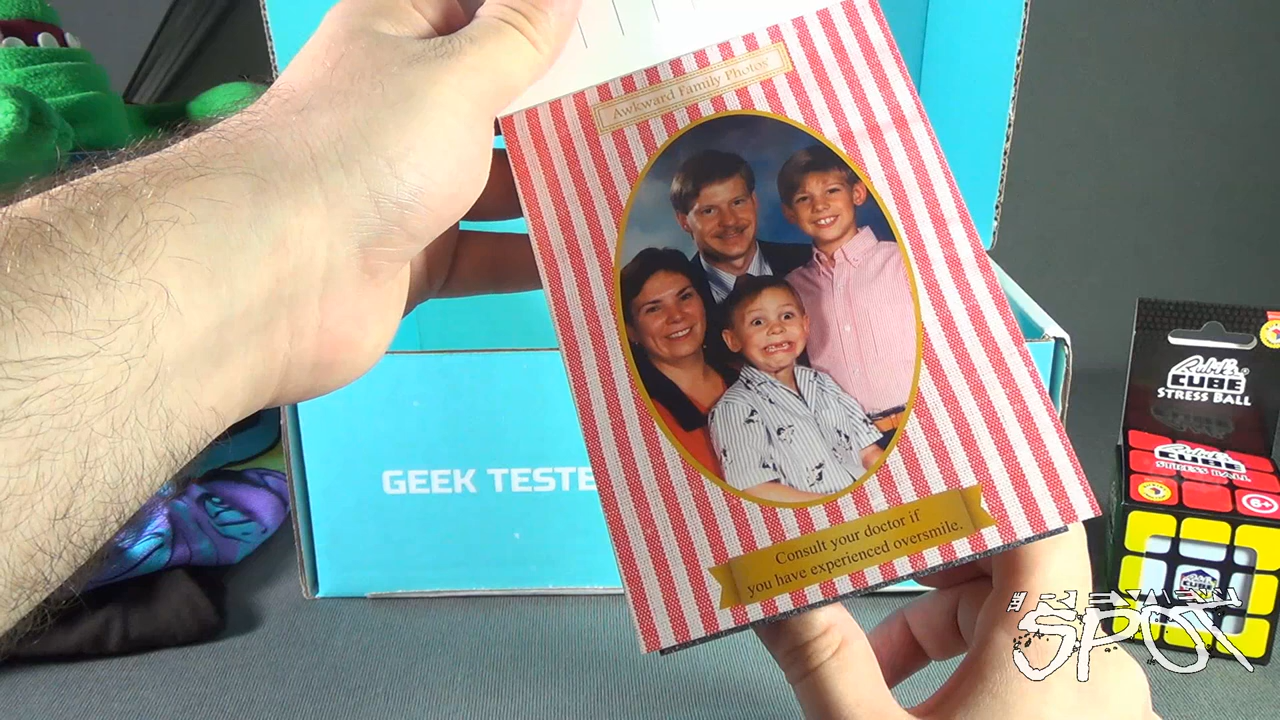 Awkward Family Photos
Consult your doctor if
you have experienced oversmile.
GEEK TESTE
Rubik's
CUBE
STRESS BALL
Rubik's
CUBE
STRESS BALL
6+
THE
SPOT